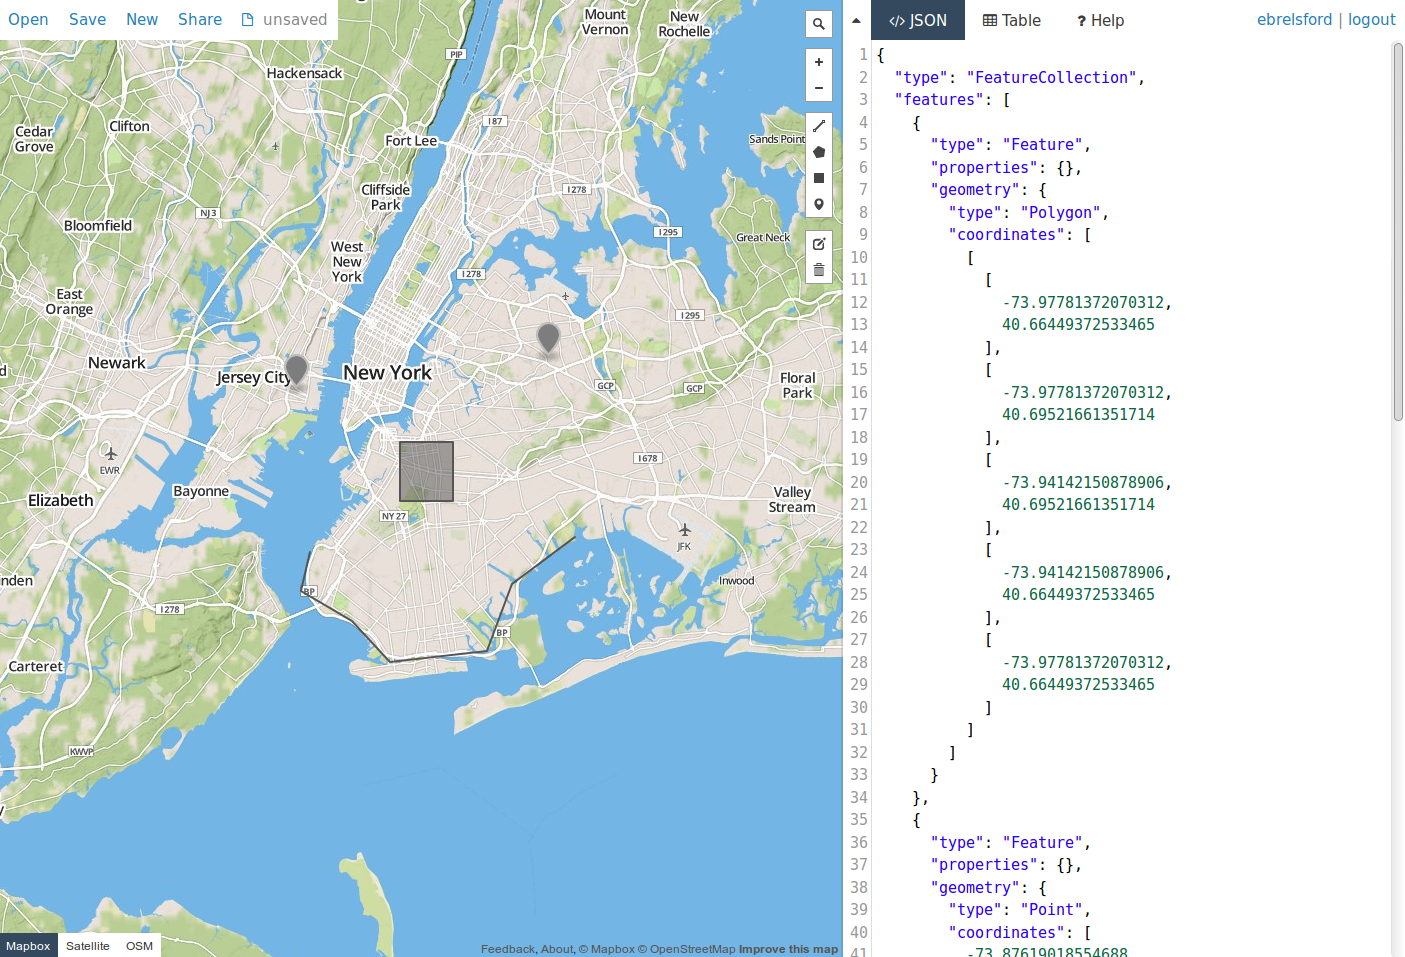 Open Save New Share unsaved
JSON Table Help ebrelsford | logout
Mount
Vernon
New
Rochelle
PIP
Hackensack
Cedar
Grove
Clifton
I 87
Fort Lee
Sands Point
Cliffside
Park
I 278
NJ 3
Bloomfield
I 295
Great Neck
West
New
York
I 278
East
Orange
I 295
Newark
Jersey City
New York
GCP
GCP
Floral
Park
EWR
I 678
Bayonne
Elizabeth
Valley
Stream
NY 27
JFK
Inwood
nden
BP
I 278
BP
Carteret
KWVP
Mapbox Satellite OSM
Feedback, About, © Mapbox © OpenStreetMap Improve this map
1 {
2 "type": "FeatureCollection",
3 "features": [
4 {
5 "type": "Feature",
6 "properties": {},
7 "geometry": {
8 "type": "Polygon",
9 "coordinates": [
10 [
11 [
12 -73.97781372070312,
13 40.66449372533465
14 ],
15 [
16 -73.97781372070312,
17 40.69521661351714
18 ],
19 [
20 -73.94142150878906,
21 40.69521661351714
22 ],
23 [
24 -73.94142150878906,
25 40.66449372533465
26 ],
27 [
28 -73.97781372070312,
29 40.66449372533465
30 ]
31 ]
32 ]
33 }
34 },
35 {
36 "type": "Feature",
37 "properties": {},
38 "geometry": {
39 "type": "Point",
40 "coordinates": [
41 -73.87619018554688